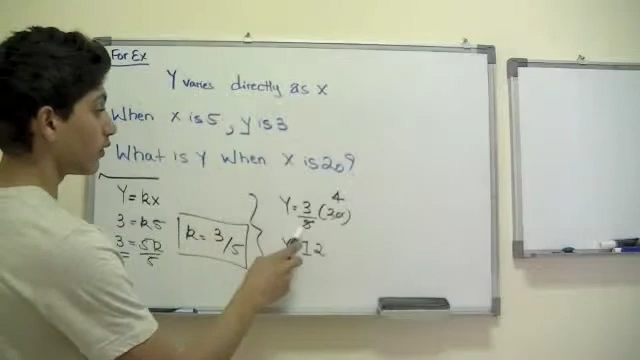 For Ex
Y varies directly as x
When x is 5, y is 3
What is Y when x is 20?
Y = kx
3 = k5
3 = 5k
5
k = 3/5
4
Y = 3/5 (20)
12